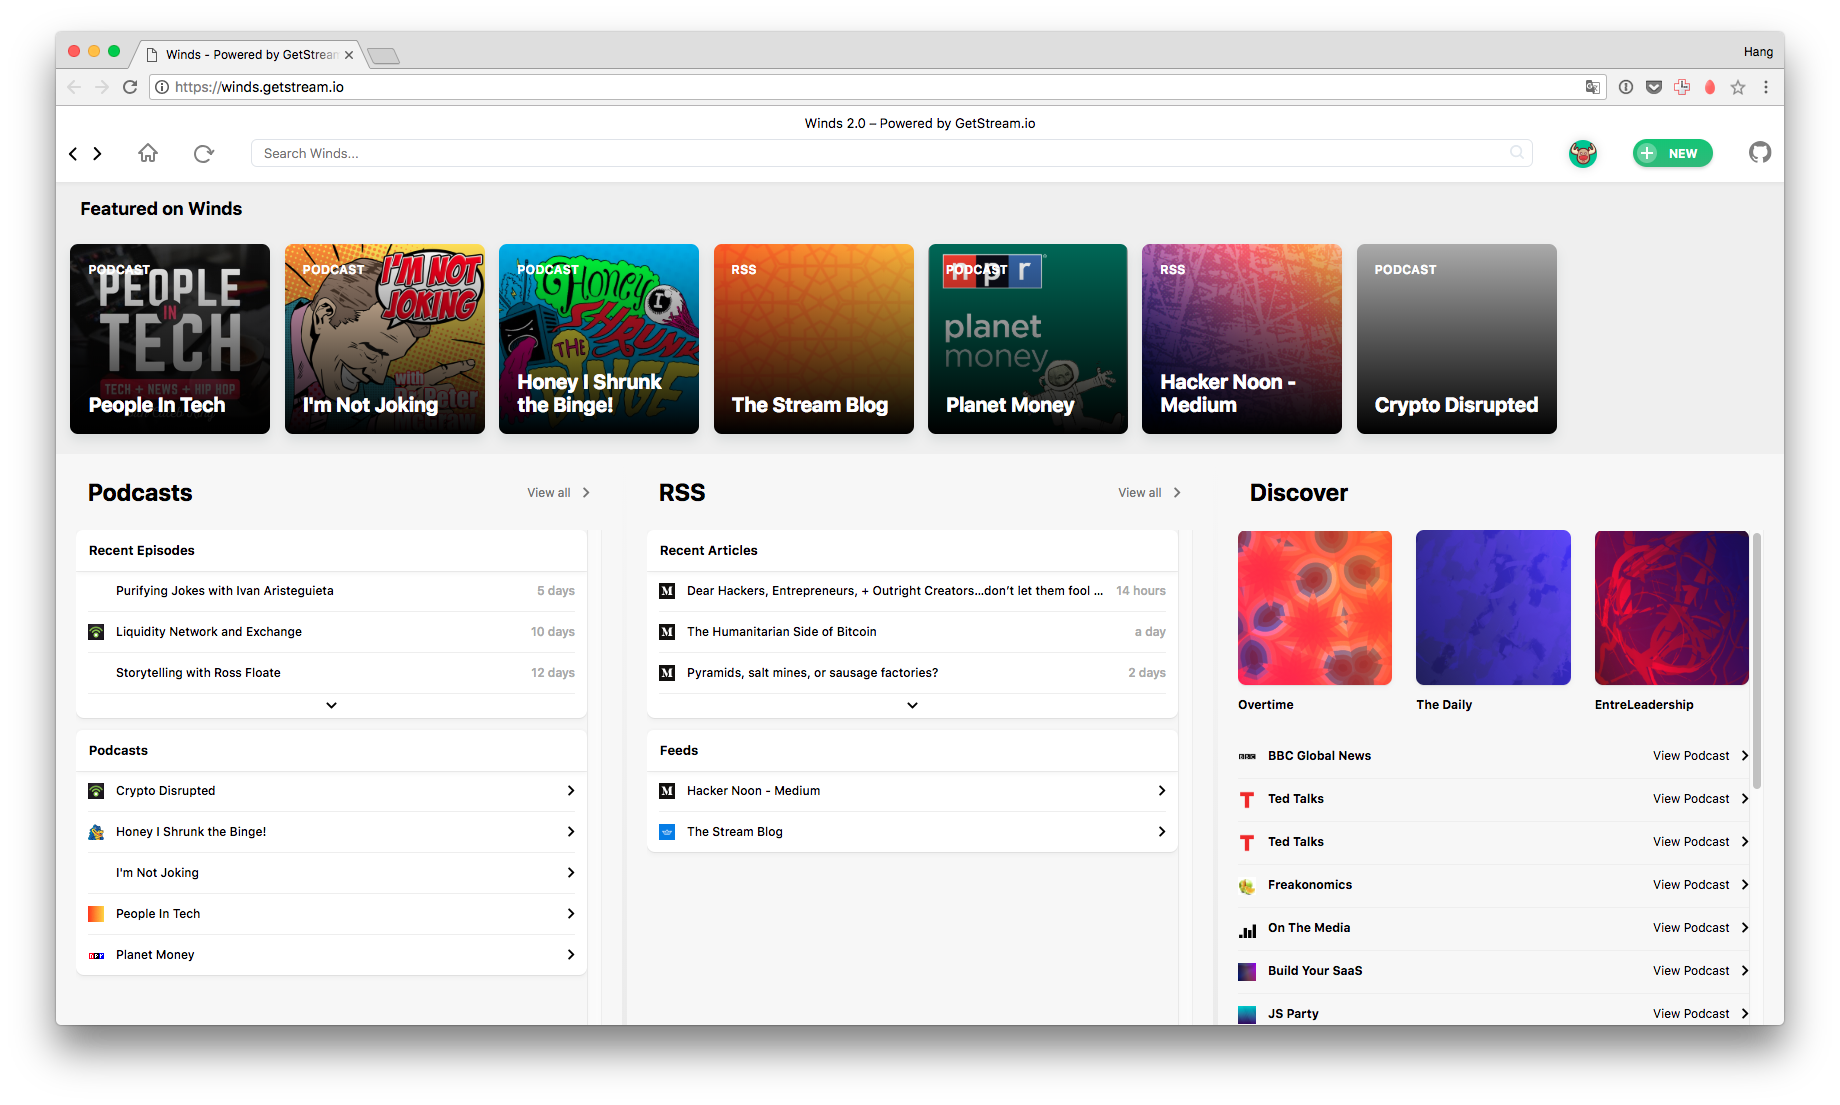 Winds - Powered by GetStream
Hang
https://winds.getstream.io
Winds 2.0 – Powered by GetStream.io
Search Winds...
NEW
Featured on Winds
PODCAST
PEOPLE
IN
TECH
TECH + NEWS + HIP HOP
People In Tech
PODCAST
I'M NOT
JOKING
with
Peter
McGraw
I'm Not Joking
PODCAST
HONEY I
SHRUNK
THE
BINGE
Honey I Shrunk
the Binge!
RSS
The Stream Blog
PODCAST
npr
planet
money
Planet Money
RSS
Hacker Noon -
Medium
PODCAST
Crypto Disrupted
Podcasts
View all
Recent Episodes
Purifying Jokes with Ivan Aristeguieta 5 days
Liquidity Network and Exchange 10 days
Storytelling with Ross Floate 12 days
Podcasts
Crypto Disrupted
Honey I Shrunk the Binge!
I'm Not Joking
People In Tech
Planet Money
RSS
View all
Recent Articles
M Dear Hackers, Entrepreneurs, + Outright Creators...don’t let them fool ... 14 hours
M The Humanitarian Side of Bitcoin a day
M Pyramids, salt mines, or sausage factories? 2 days
Feeds
M Hacker Noon - Medium
The Stream Blog
Discover
Overtime
The Daily
EntreLeadership
BBC BBC Global News View Podcast
T Ted Talks View Podcast
T Ted Talks View Podcast
Freakonomics View Podcast
On The Media View Podcast
Build Your SaaS View Podcast
JS Party View Podcast